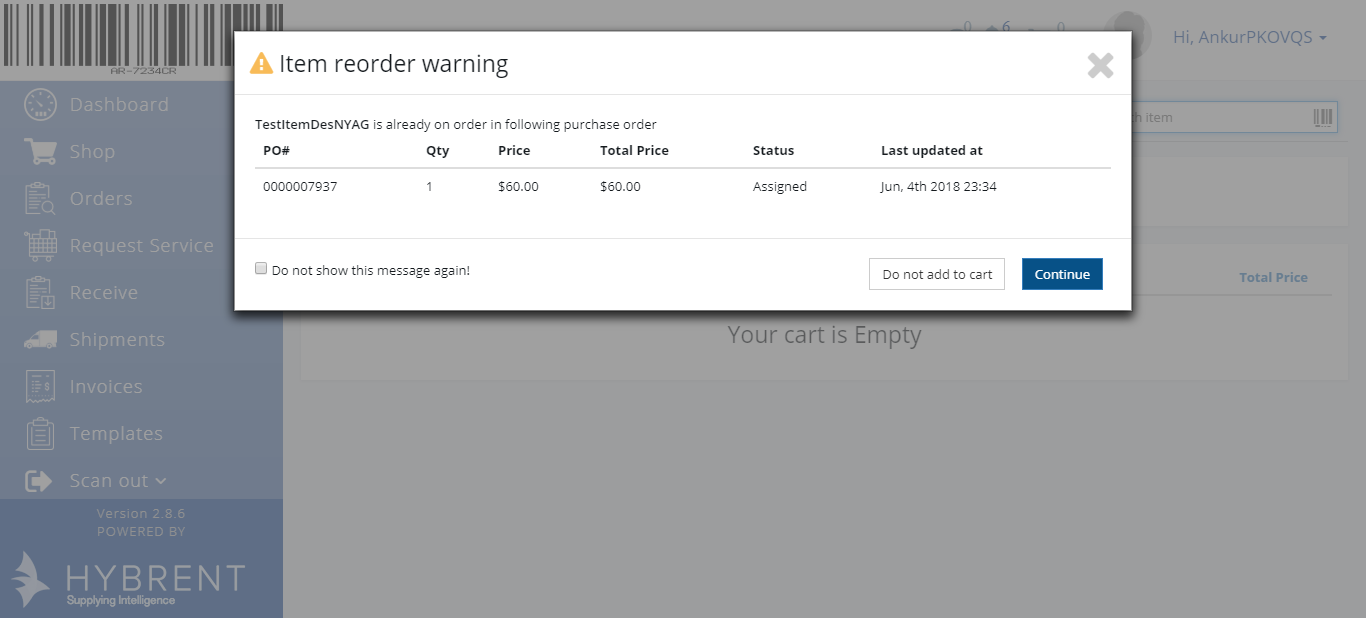 AR-7234CR
0 6 0
Hi, AnkurPKOVQS
Item reorder warning
TestItemDesNYAG is already on order in following purchase order
PO# Qty Price Total Price Status Last updated at
0000007937 1 $60.00 $60.00 Assigned Jun, 4th 2018 23:34
Do not show this message again!
Do not add to cart
Continue
Dashboard
Shop
Orders
Request Service
Receive
Shipments
Invoices
Templates
Scan out
Version 2.8.6
POWERED BY
HYBRENT
Supplying Intelligence
item
Total Price
Your cart is Empty